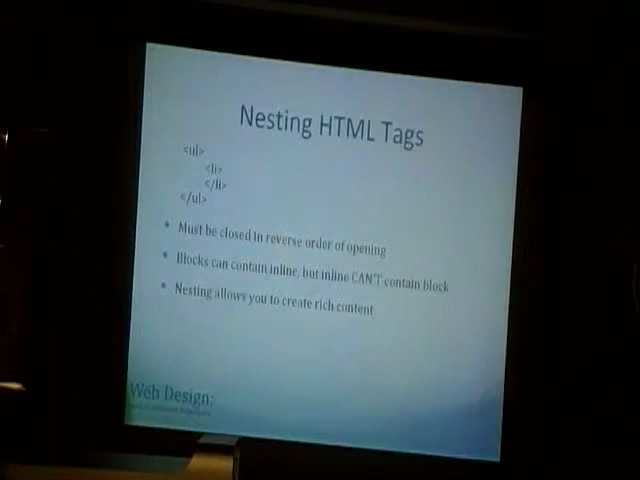 Nesting HTML Tags
<ul>
<li>
</li>
</ul>
• Must be closed in reverse order of opening
• Blocks can contain inline, but inline CAN'T contain block
• Nesting allows you to create rich content
Web Design: